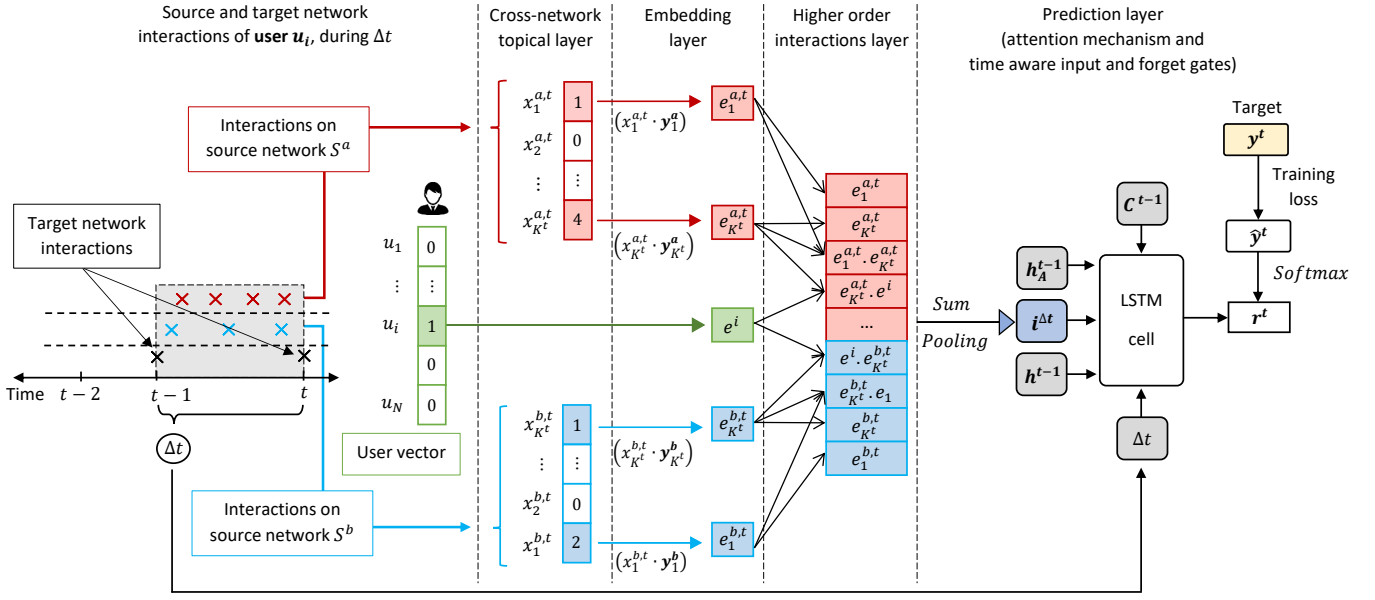 Source and target network
interactions of user u_i, during Δt
Cross-network
topical layer
Embedding
layer
Higher order
interactions layer
Prediction layer
(attention mechanism and
time aware input and forget gates)
Interactions on
source network S^a
Target network
interactions
Time
t − 2
t − 1
t
Δt
Interactions on
source network S^b
u_1 0
⋮ ⋮
u_i 1
0
u_N 0
User vector
x_1^{a,t} 1
x_2^{a,t} 0
⋮ ⋮
x_{K^t}^{a,t} 4
x_{K^t}^{b,t} 1
⋮ ⋮
x_2^{b,t} 0
x_1^{b,t} 2
(x_1^{a,t} · y_1^a)
(x_{K^t}^{a,t} · y_{K^t}^a)
(x_{K^t}^{b,t} · y_{K^t}^b)
(x_1^{b,t} · y_1^b)
e_1^{a,t}
e_{K^t}^{a,t}
e^i
e_{K^t}^{b,t}
e_1^{b,t}
e_1^{a,t}
e_{K^t}^{a,t}
e_1^{a,t} . e_{K^t}^{a,t}
e_{K^t}^{a,t} . e^i
...
e^i . e_{K^t}^{b,t}
e_{K^t}^{b,t} . e_1
e_{K^t}^{b,t}
e_1^{b,t}
Sum
Pooling
h_A^{t−1}
i^{Δt}
h^{t−1}
C^{t−1}
LSTM
cell
Δt
Target
y^t
Training
loss
ŷ^t
Softmax
r^t